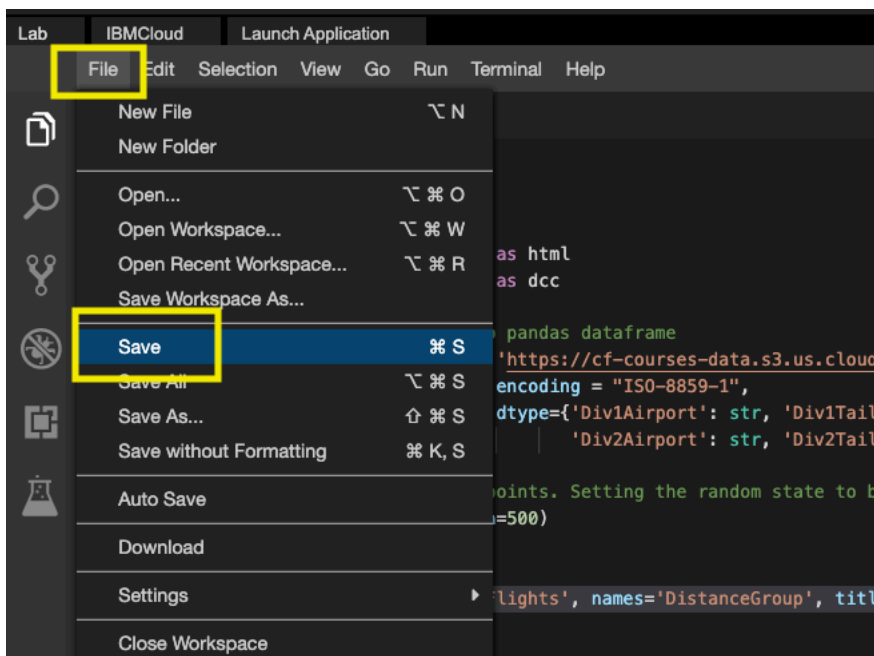 Lab IBMCloud Launch Application
File Edit Selection View Go Run Terminal Help
New File ⌥ N
New Folder
Open... ⌥ ⌘ O
Open Workspace... ⌥ ⌘ W
Open Recent Workspace... ⌥ ⌘ R
Save Workspace As...
Save ⌘ S
Save All ⌥ ⌘ S
Save As... ⇧ ⌘ S
Save without Formatting ⌘ K, S
Auto Save
Download
Settings
Close Workspace
as html
as dcc
pandas dataframe
'https://cf-courses-data.s3.us.cloud
encoding = "ISO-8859-1",
dtype={'Div1Airport': str, 'Div1Tail
'Div2Airport': str, 'Div2Tail
points. Setting the random state to b
=500)
lights', names='DistanceGroup', titl